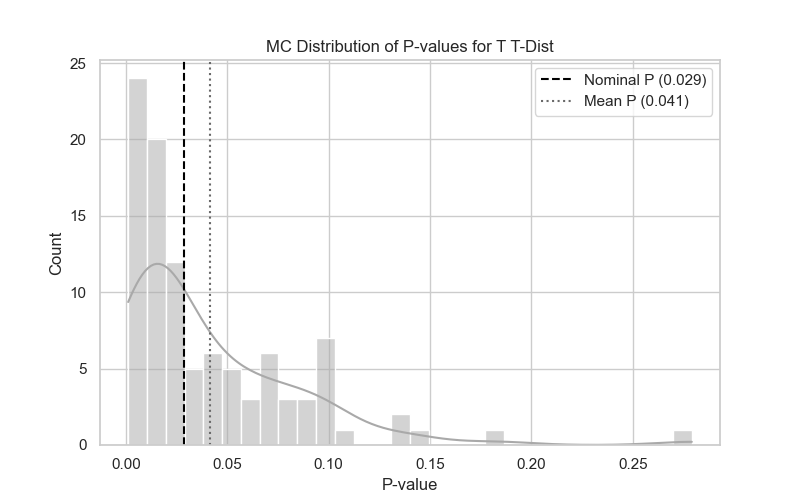 MC Distribution of P-values for T T-Dist
Nominal P (0.029)
Mean P (0.041)
Count
25
20
15
10
5
0
0.00 0.05 0.10 0.15 0.20 0.25
P-value